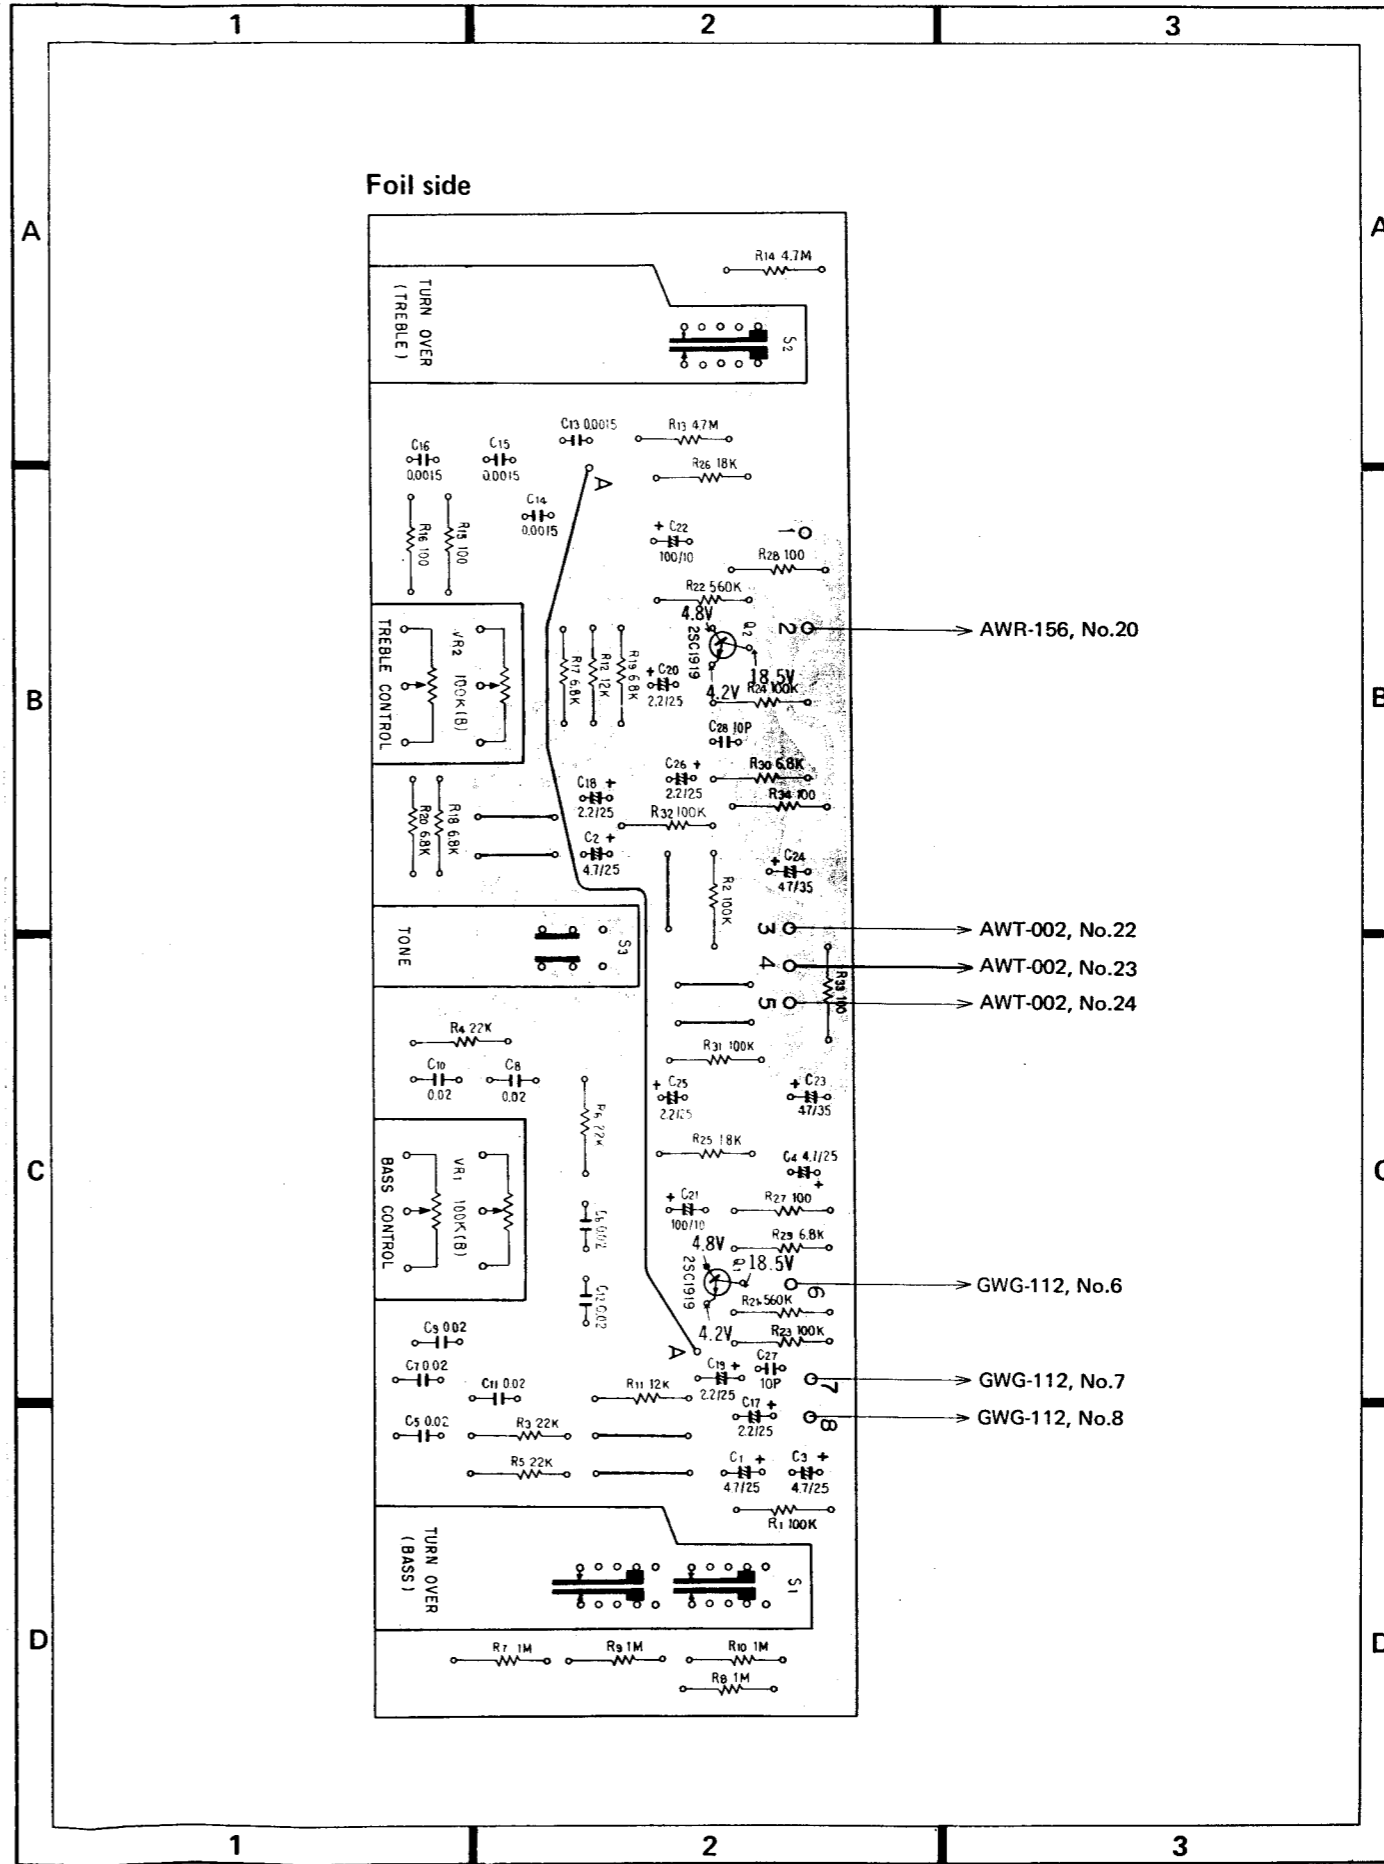 1 2 3
Foil side
A A
R14 4.7M
TURN OVER
(TREBLE)
S2
C13 0.0015
R13 4.7M
C16
0.0015
C15
0.0015
R26 18K
A
C14
0.0015
+ C22
100/10
1
R16 100
R15 100
R28 100
R22 560K
4.8V
Q2
2SC1919
2
AWR-156, No.20
TREBLE CONTROL
VR2 100K(B)
R17 6.8K
R12 12K
R19 6.8K
+ C20
2.2/25
18.5V
4.2V
R24 100K
B B
C28 10P
C26 +
2.2/25
R30 6.8K
C18 +
2.2/25
R34 100
R20 6.8K
R18 6.8K
R32 100K
C2 +
4.7/25
+ C24
47/35
R2 100K
TONE
S3
3
AWT-002, No.22
4
AWT-002, No.23
5
AWT-002, No.24
R33 100
R4 22K
R31 100K
C10
0.02
C8
0.02
+ C25
2.2/25
+ C23
47/35
R6 22K
R25 18K
C4 4.7/25
+
C C
BASS CONTROL
VR1 100K(B)
+ C21
100/10
R27 100
C6 0.02
R29 6.8K
4.8V
Q1
2SC1919
18.5V
6
GWG-112, No.6
C12 0.02
R21 560K
4.2V
R23 100K
C9 0.02
A
C7 0.02
C19 +
2.2/25
C27
10P
7
GWG-112, No.7
C11 0.02
R11 12K
C17 +
2.2/25
8
GWG-112, No.8
C5 0.02
R3 22K
R5 22K
C1 +
4.7/25
C3 +
4.7/25
R1 100K
TURN OVER
(BASS)
S1
D D
R7 1M
R9 1M
R10 1M
R8 1M
1 2 3